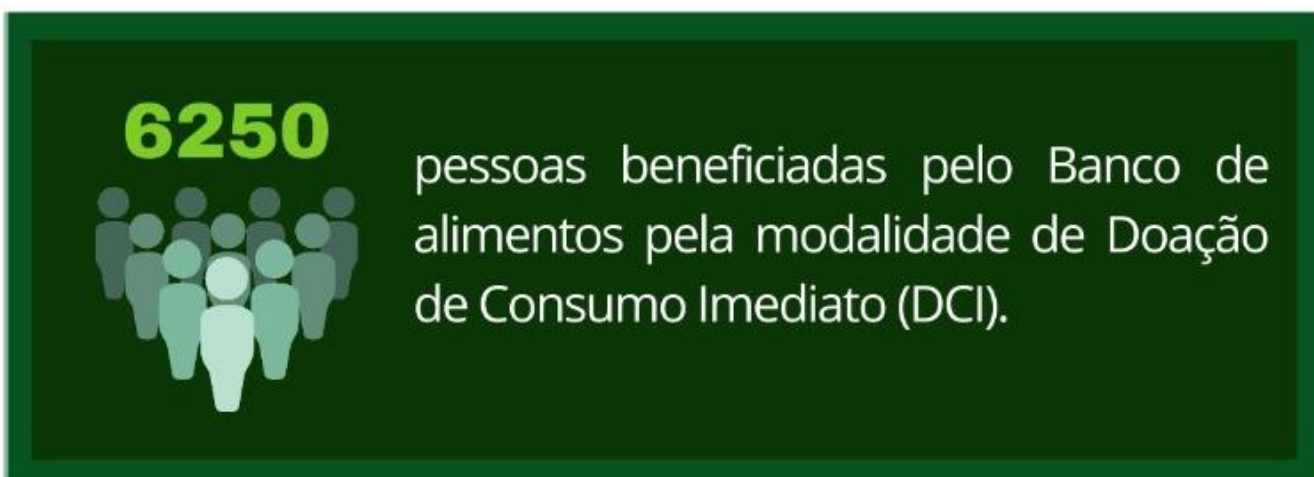 6250
pessoas beneficiadas pelo Banco de
alimentos pela modalidade de Doação
de Consumo Imediato (DCI).